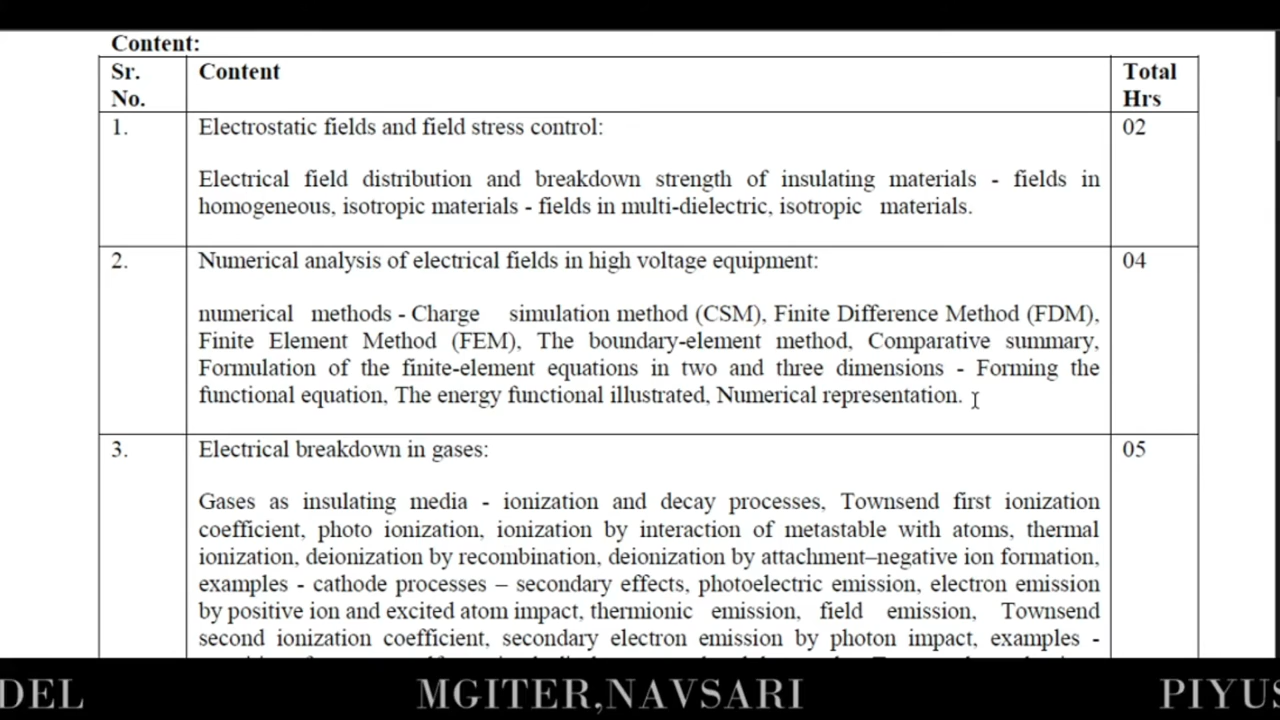 Content:
Sr. No. Content Total Hrs
1. Electrostatic fields and field stress control: 02
Electrical field distribution and breakdown strength of insulating materials - fields in
homogeneous, isotropic materials - fields in multi-dielectric, isotropic materials.
2. Numerical analysis of electrical fields in high voltage equipment: 04
numerical methods - Charge simulation method (CSM), Finite Difference Method (FDM),
Finite Element Method (FEM), The boundary-element method, Comparative summary,
Formulation of the finite-element equations in two and three dimensions - Forming the
functional equation, The energy functional illustrated, Numerical representation.
3. Electrical breakdown in gases: 05
Gases as insulating media - ionization and decay processes, Townsend first ionization
coefficient, photo ionization, ionization by interaction of metastable with atoms, thermal
ionization, deionization by recombination, deionization by attachment–negative ion formation,
examples - cathode processes – secondary effects, photoelectric emission, electron emission
by positive ion and excited atom impact, thermionic emission, field emission, Townsend
second ionization coefficient, secondary electron emission by photon impact, examples -
DEL MGITER,NAVSARI PIYUS